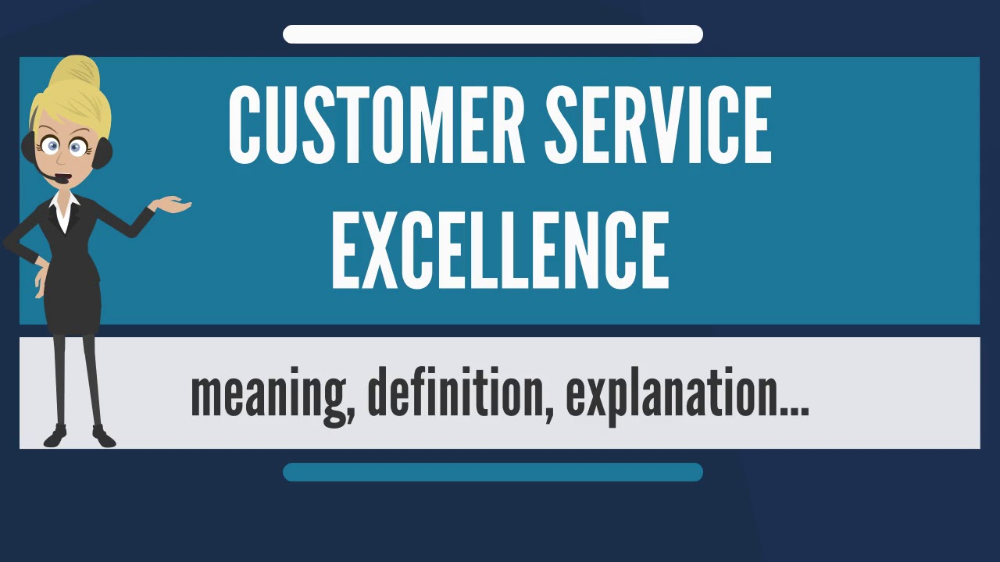 CUSTOMER SERVICE
EXCELLENCE
meaning, definition, explanation...